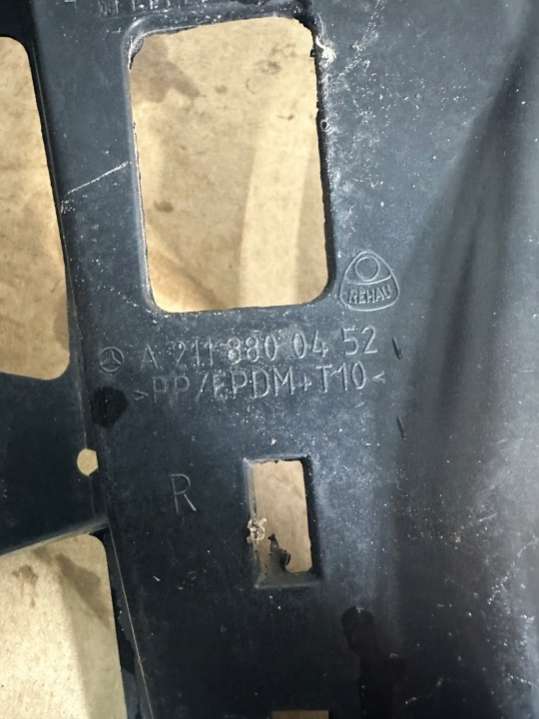 REHAU
A 211 880 04 52
>PP/EPDM+T10<
R